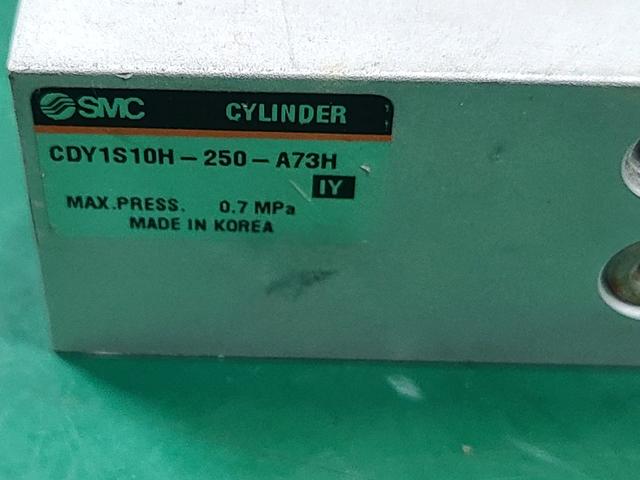 SMC CYLINDER
CDY1S10H-250-A73H
IY
MAX.PRESS. 0.7 MPa
MADE IN KOREA